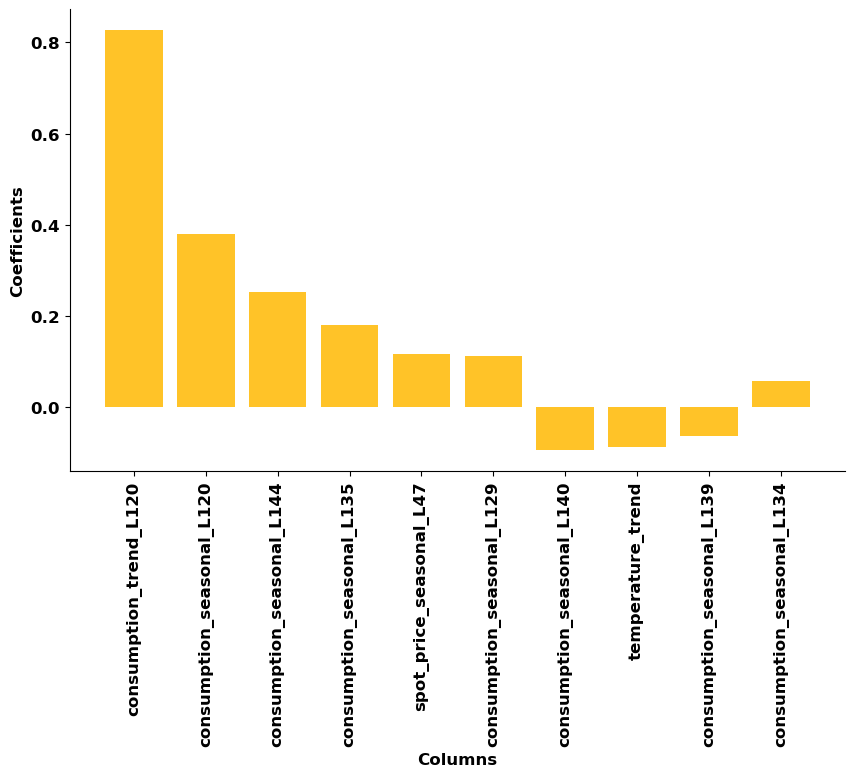 0.8
0.6
0.4
0.2
0.0
Coefficients
consumption_trend_L120
consumption_seasonal_L120
consumption_seasonal_L144
consumption_seasonal_L135
spot_price_seasonal_L47
consumption_seasonal_L129
consumption_seasonal_L140
temperature_trend
consumption_seasonal_L139
consumption_seasonal_L134
Columns